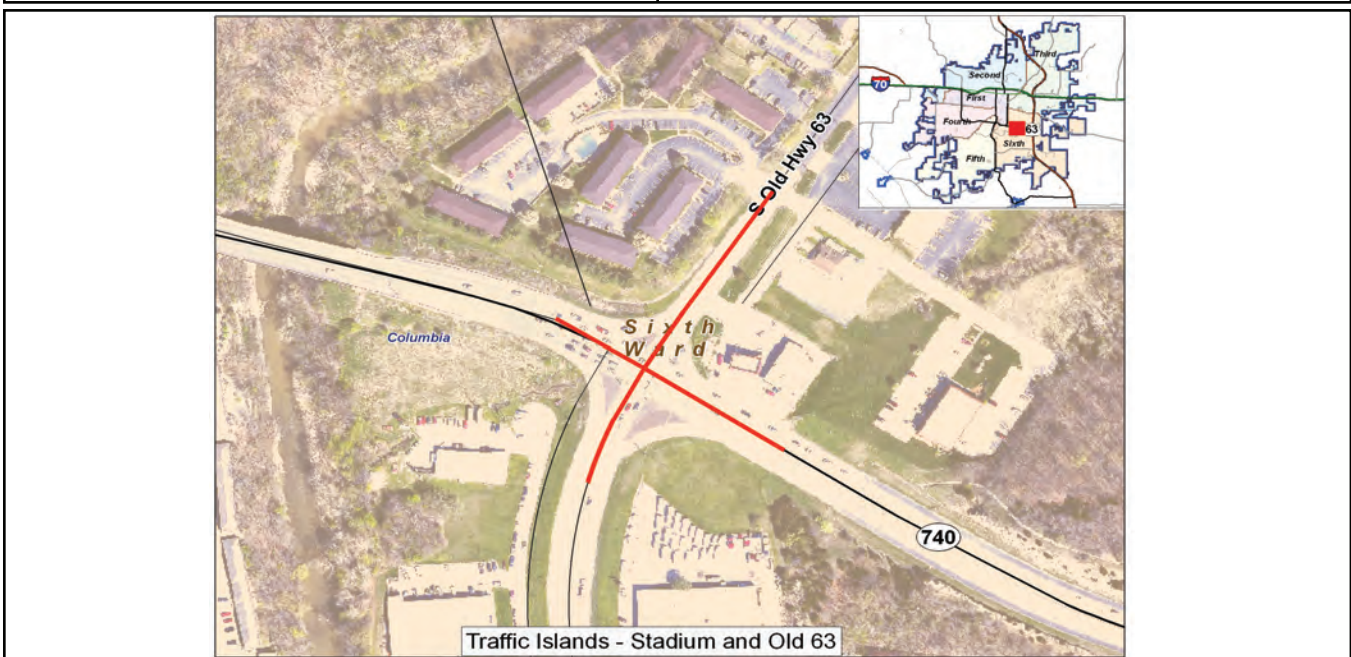 Third
Second
70
First
Fourth
63
Sixth
Fifth
S Old Hwy 63
Sixth
Ward
Columbia
740
Traffic Islands - Stadium and Old 63